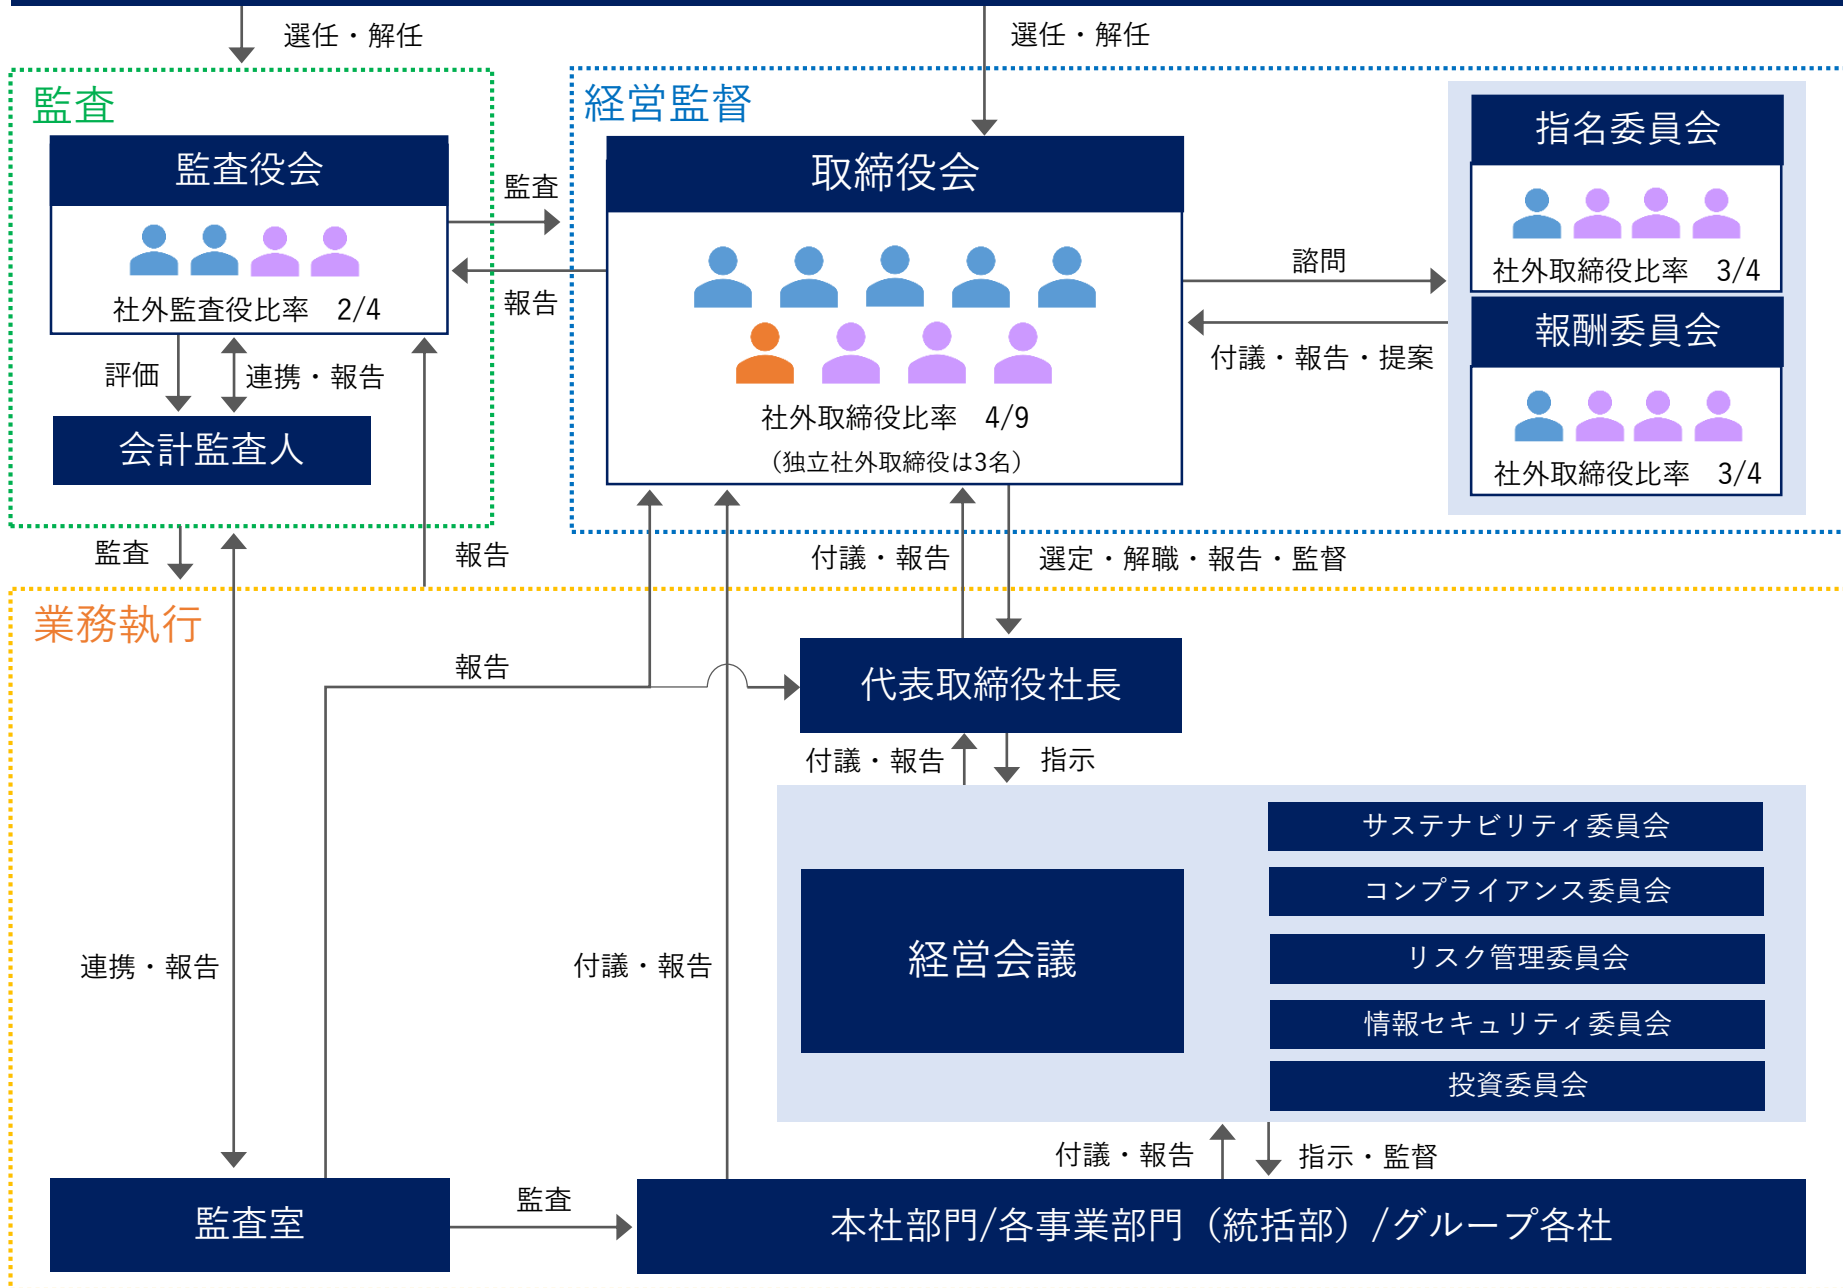 選任・解任
選任・解任
監査
経営監督
監査役会
社外監査役比率 2/4
監査
報告
取締役会
社外取締役比率 4/9
（独立社外取締役は3名）
諮問
付議・報告・提案
指名委員会
社外取締役比率 3/4
報酬委員会
社外取締役比率 3/4
評価
連携・報告
会計監査人
監査
報告
付議・報告
選定・解職・報告・監督
業務執行
報告
代表取締役社長
付議・報告
指示
経営会議
サステナビリティ委員会
コンプライアンス委員会
リスク管理委員会
情報セキュリティ委員会
投資委員会
連携・報告
付議・報告
付議・報告
指示・監督
監査室
監査
本社部門/各事業部門（統括部）/グループ各社